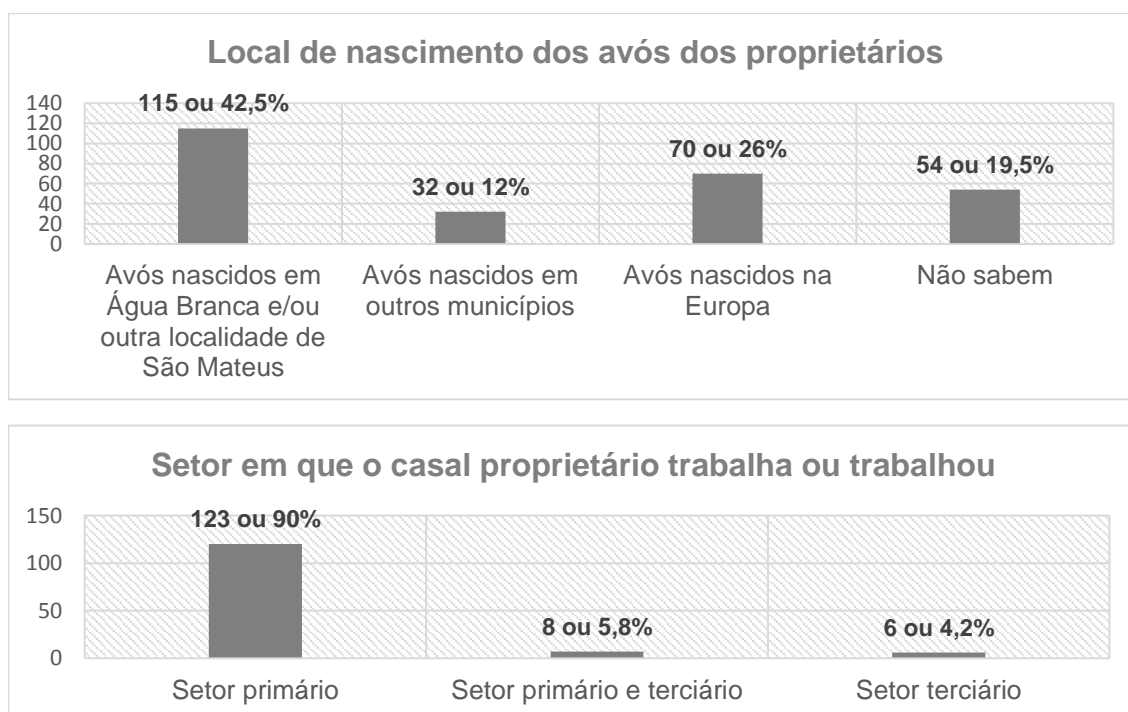 Local de nascimento dos avós dos proprietários
140
120
100
80
60
40
20
0
115 ou 42,5%
32 ou 12%
70 ou 26%
54 ou 19,5%
Avós nascidos em
Água Branca e/ou
outra localidade de
São Mateus
Avós nascidos em
outros municípios
Avós nascidos na
Europa
Não sabem
Setor em que o casal proprietário trabalha ou trabalhou
150
100
50
0
123 ou 90%
8 ou 5,8%
6 ou 4,2%
Setor primário
Setor primário e terciário
Setor terciário